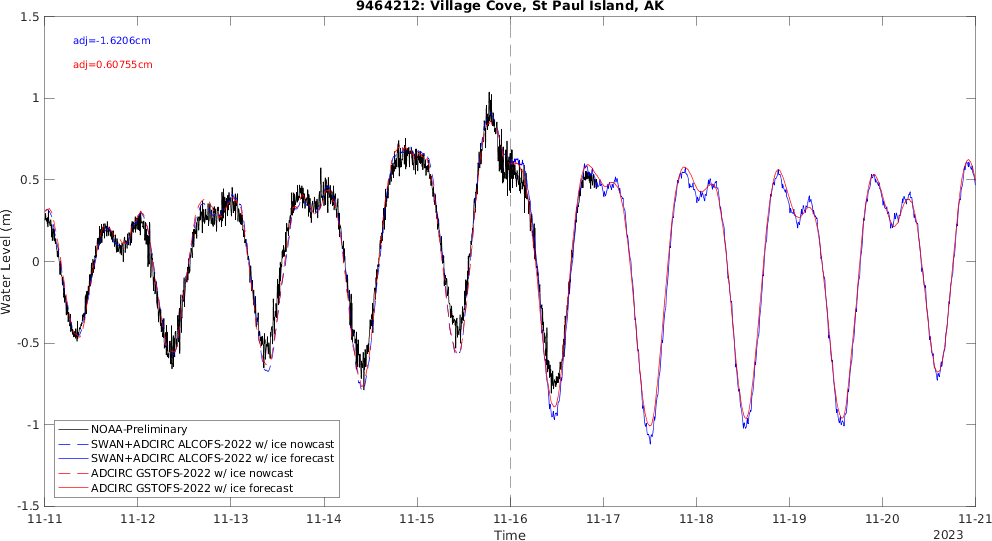 9464212: Village Cove, St Paul Island, AK
adj=-1.6206cm
adj=0.60755cm
1.5
1
0.5
0
-0.5
-1
-1.5
Water Level (m)
NOAA-Preliminary
SWAN+ADCIRC ALCOFS-2022 w/ ice nowcast
SWAN+ADCIRC ALCOFS-2022 w/ ice forecast
ADCIRC GSTOFS-2022 w/ ice nowcast
ADCIRC GSTOFS-2022 w/ ice forecast
11-11 11-12 11-13 11-14 11-15 11-16 11-17 11-18 11-19 11-20 11-21
Time
2023